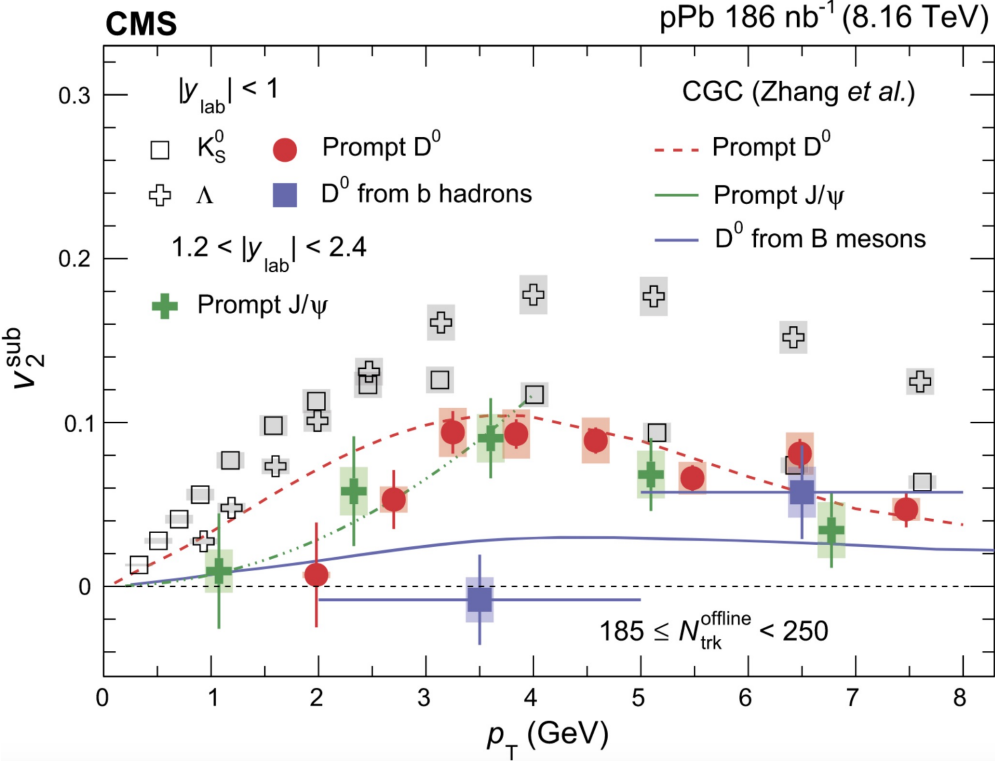 CMS
pPb 186 nb⁻¹ (8.16 TeV)
|y_lab| < 1
K⁰_S
Prompt D⁰
Λ
D⁰ from b hadrons
1.2 < |y_lab| < 2.4
Prompt J/ψ
CGC (Zhang et al.)
Prompt D⁰
Prompt J/ψ
D⁰ from B mesons
0.3
0.2
0.1
0
v₂^sub
185 ≤ N_trk^offline < 250
0 1 2 3 4 5 6 7 8
p_T (GeV)